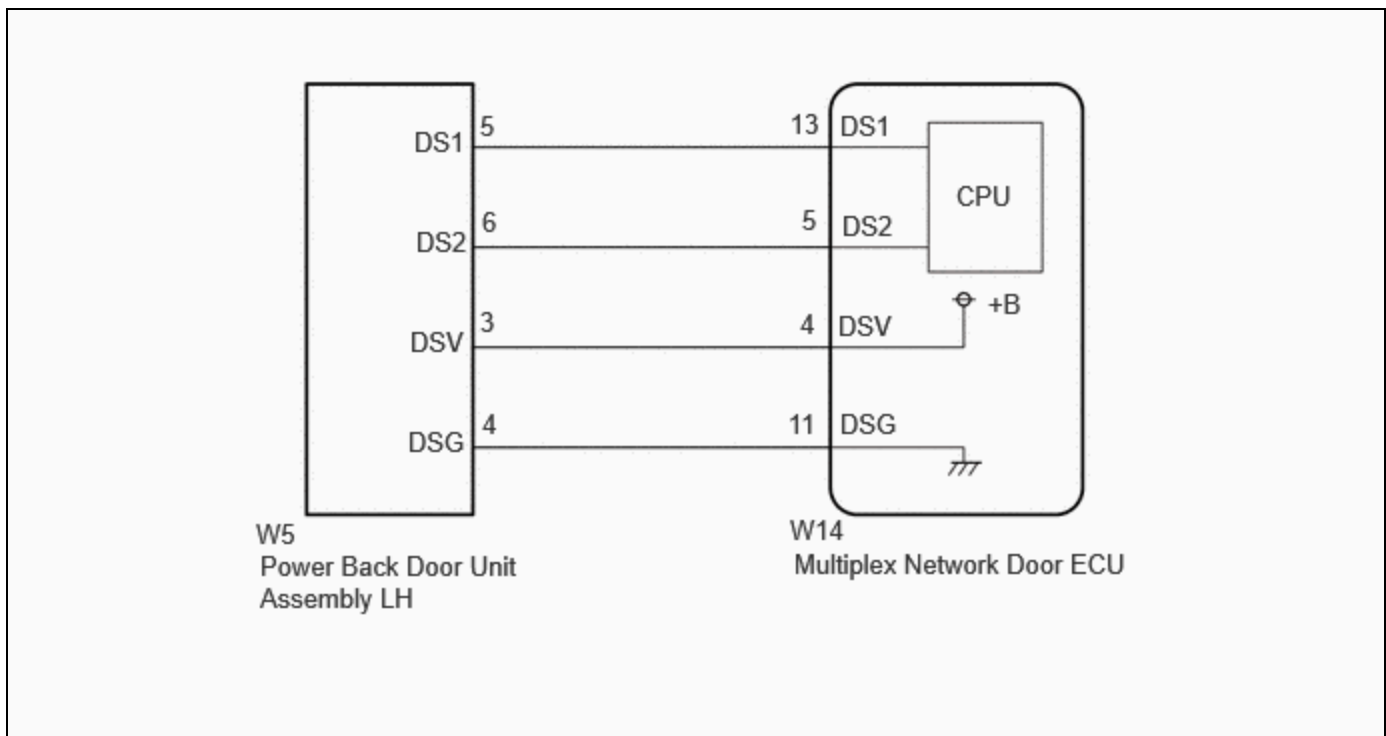 DS1 5 13 DS1
CPU
DS2 6 5 DS2
+B
DSV 3 4 DSV
DSG 4 11 DSG
W5
Power Back Door Unit
Assembly LH
W14
Multiplex Network Door ECU